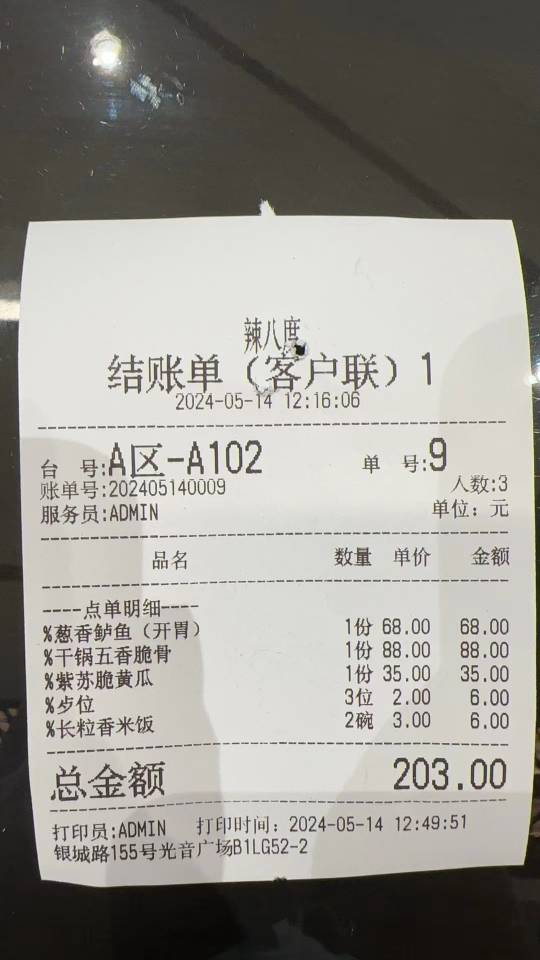 辣八度
结账单（客户联）1
2024-05-14 12:16:06
台 号:A区-A102 单 号:9
账单号:202405140009 人数:3
服务员:ADMIN 单位：元
品名 数量 单价 金额
----点单明细----
%葱香鲈鱼（开胃） 1份 68.00 68.00
%干锅五香脆骨 1份 88.00 88.00
%紫苏脆黄瓜 1份 35.00 35.00
%歺位 3位 2.00 6.00
%长粒香米饭 2碗 3.00 6.00
总金额 203.00
打印员:ADMIN 打印时间：2024-05-14 12:49:51
银城路155号光音广场B1LG52-2